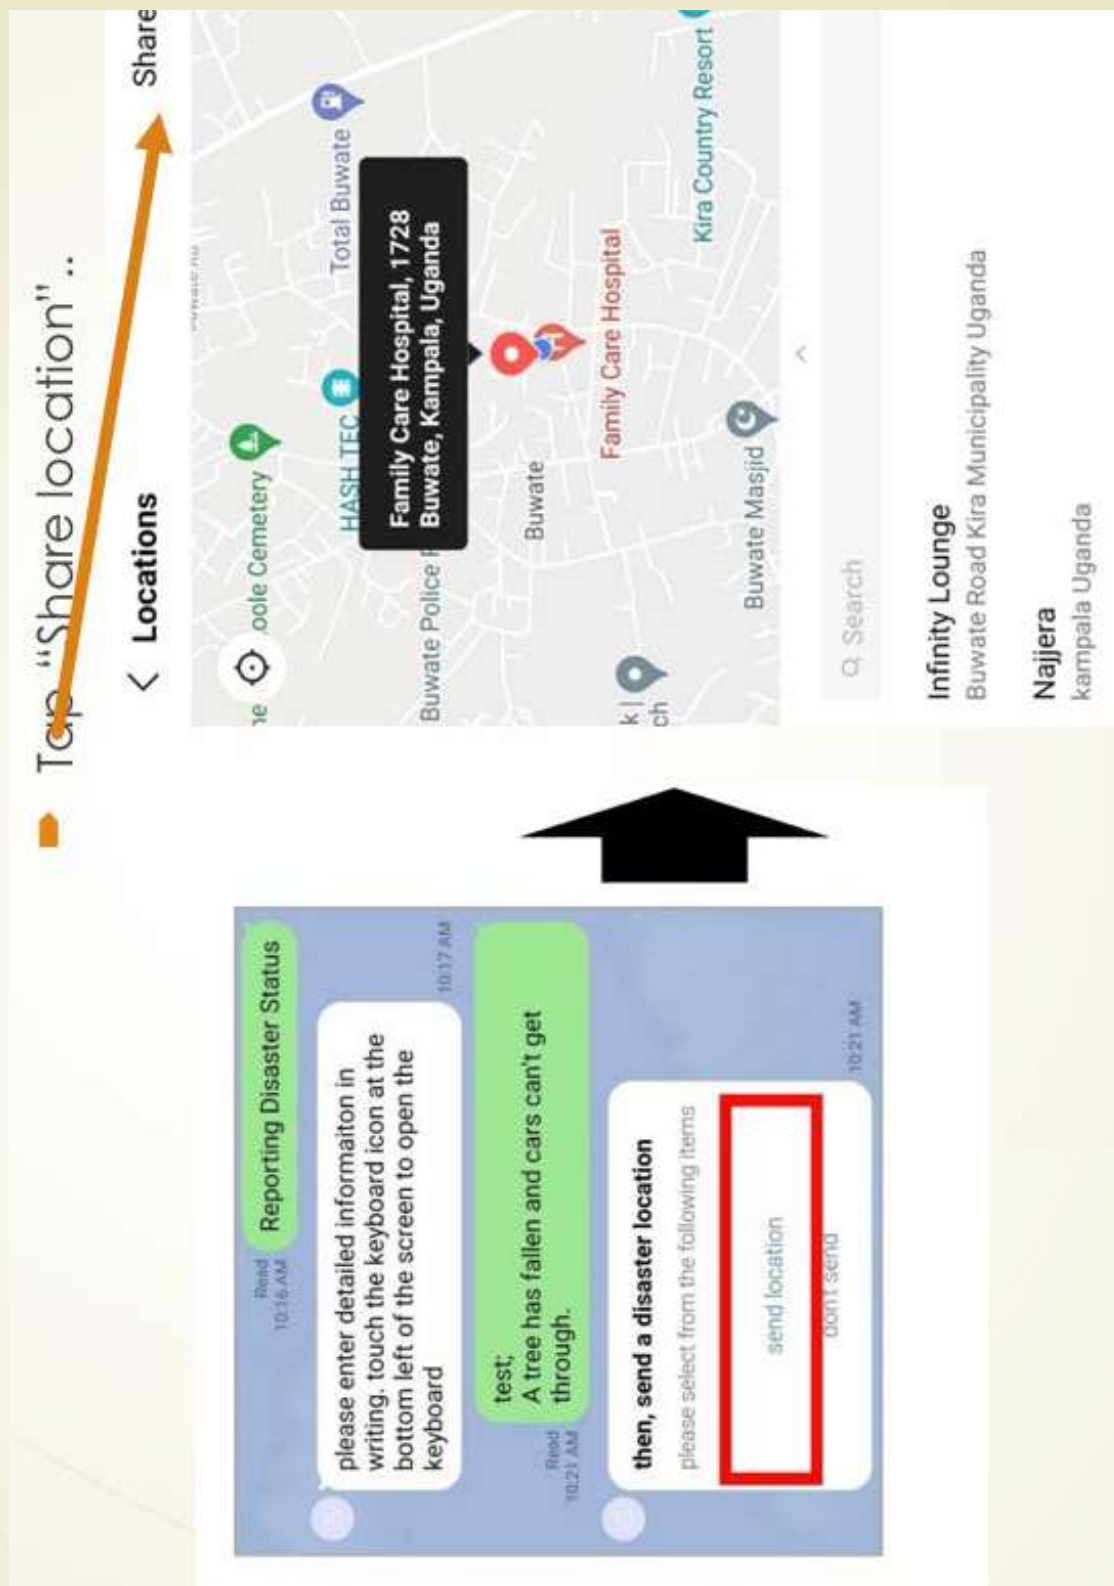 Tap “Share location”..
Reporting Disaster Status
Read
10:16 AM
please enter detailed informaiton in
writing. touch the keyboard icon at the
bottom left of the screen to open the
keyboard
10:17 AM
test;
A tree has fallen and cars can't get
through.
Read
10:21 AM
then, send a disaster location
please select from the following items
send location
don't send
10:21 AM
Locations
Share
oole Cemetery
Total Buwate
HASH TEC
Family Care Hospital, 1728
Buwate, Kampala, Uganda
Buwate Police
Buwate
Family Care Hospital
Kira Country Resort
Buwate Masjid
Search
Infinity Lounge
Buwate Road Kira Municipality Uganda
Najjera
kampala Uganda